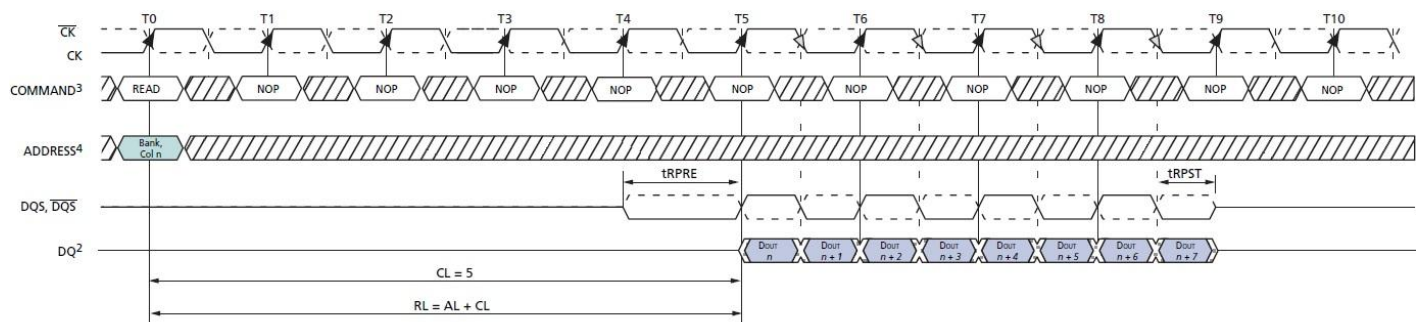 T0 T1 T2 T3 T4 T5 T6 T7 T8 T9 T10
CK
CK
COMMAND3 READ NOP NOP NOP NOP NOP NOP NOP NOP NOP NOP
ADDRESS4 Bank,
Col n
tRPRE tRPST
DQS, DQS
DQ2 DOUT DOUT DOUT DOUT DOUT DOUT DOUT DOUT
n n + 1 n + 2 n + 3 n + 4 n + 5 n + 6 n + 7
CL = 5
RL = AL + CL